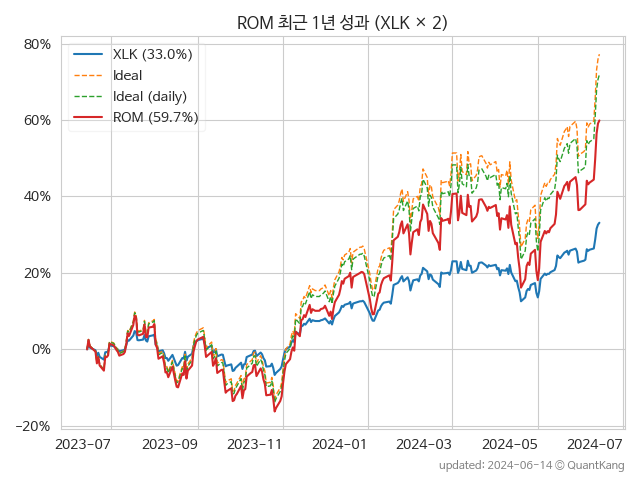 ROM 최근 1년 성과 (XLK × 2)
XLK (33.0%)
Ideal
Ideal (daily)
ROM (59.7%)
80%
60%
40%
20%
0%
−20%
2023-07 2023-09 2023-11 2024-01 2024-03 2024-05 2024-07
updated: 2024-06-14 © QuantKang